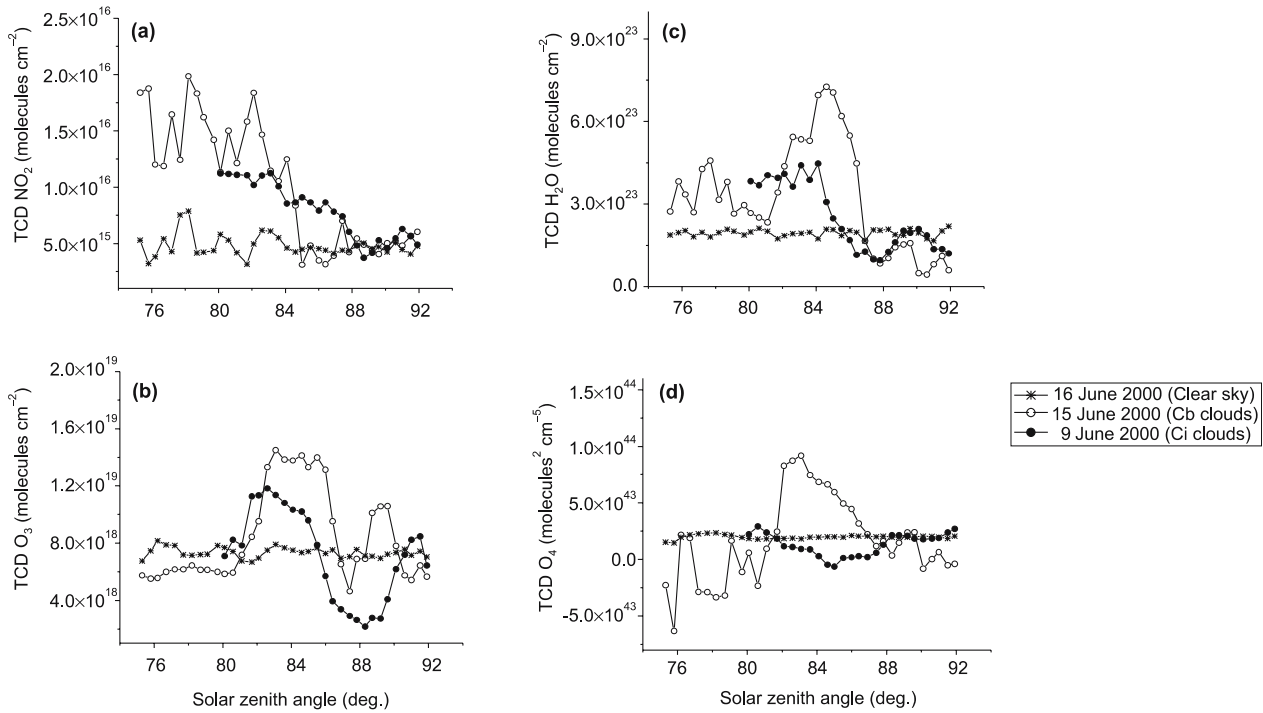 (a)
2.5×10¹⁶
2.0×10¹⁶
1.5×10¹⁶
1.0×10¹⁶
5.0×10¹⁵
TCD NO₂ (molecules cm⁻²)
76 80 84 88 92
(c)
9.0×10²³
6.0×10²³
3.0×10²³
0.0
TCD H₂O (molecules cm⁻²)
76 80 84 88 92
(b)
2.0×10¹⁹
1.6×10¹⁹
1.2×10¹⁹
8.0×10¹⁸
4.0×10¹⁸
TCD O₃ (molecules cm⁻²)
76 80 84 88 92
Solar zenith angle (deg.)
(d)
1.5×10⁴⁴
1.0×10⁴⁴
5.0×10⁴³
0.0
-5.0×10⁴³
TCD O₄ (molecules² cm⁻⁵)
76 80 84 88 92
Solar zenith angle (deg.)
16 June 2000 (Clear sky)
15 June 2000 (Cb clouds)
9 June 2000 (Ci clouds)